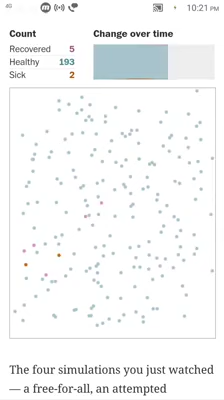 4G
10:21 PM
Count
Change over time
Recovered 5
Healthy 193
Sick 2
The four simulations you just watched
— a free-for-all, an attempted